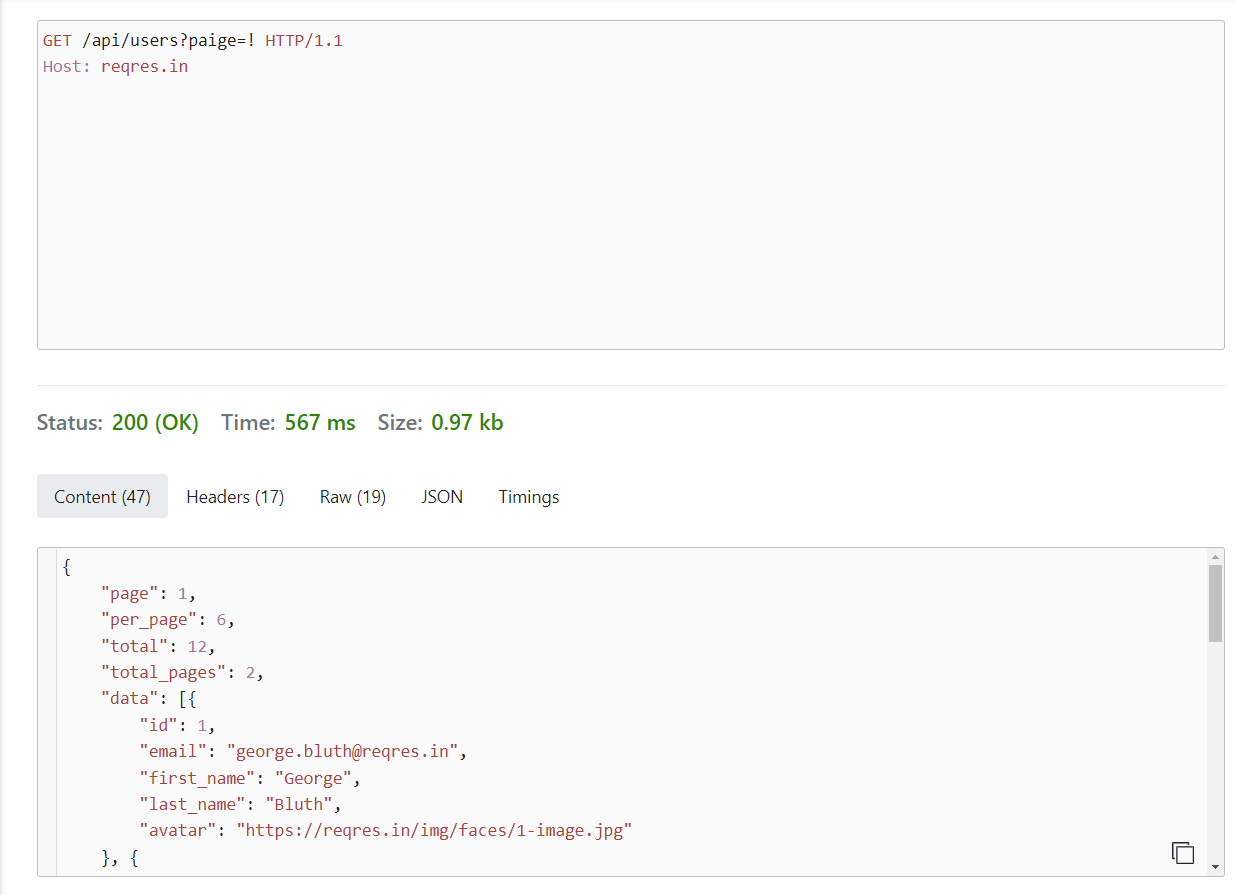 GET /api/users?paige=! HTTP/1.1
Host: reqres.in
Status: 200 (OK) Time: 567 ms Size: 0.97 kb
Content (47) Headers (17) Raw (19) JSON Timings
{
    "page": 1,
    "per_page": 6,
    "total": 12,
    "total_pages": 2,
    "data": [{
        "id": 1,
        "email": "george.bluth@reqres.in",
        "first_name": "George",
        "last_name": "Bluth",
        "avatar": "https://reqres.in/img/faces/1-image.jpg"
    }, {